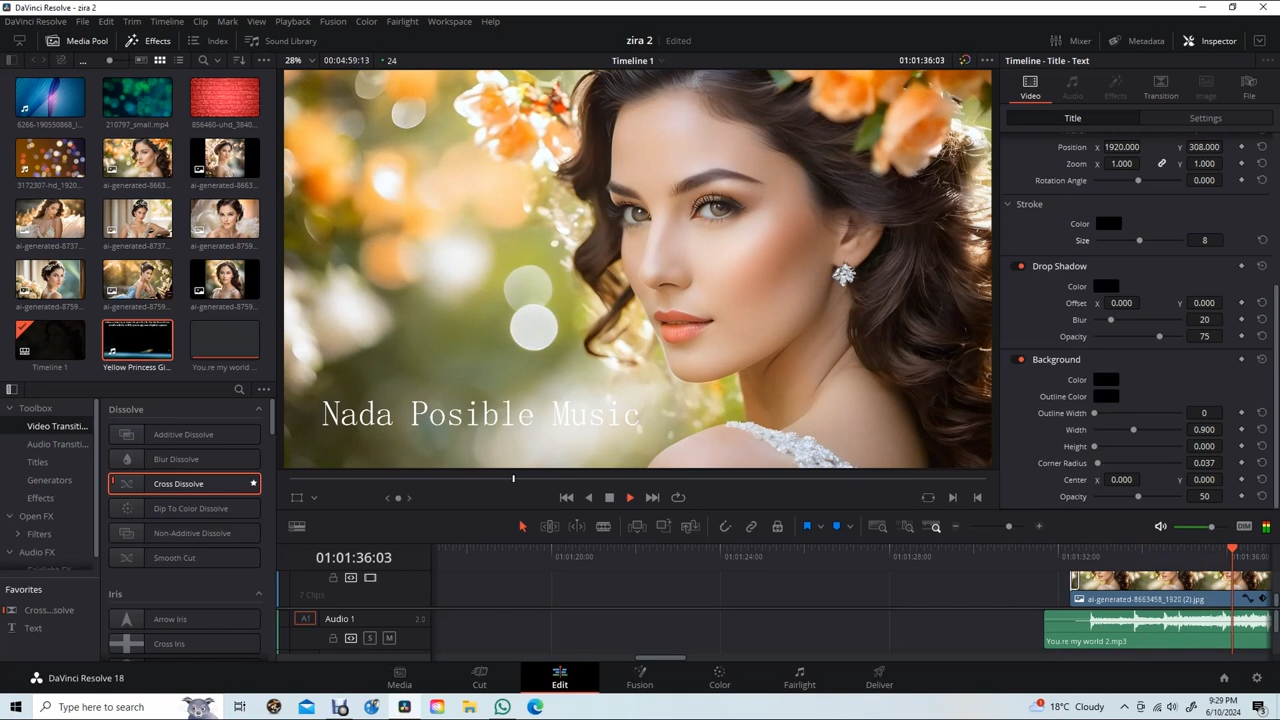 DaVinci Resolve - zira 2
DaVinci Resolve File Edit Trim Timeline Clip Mark View Playback Fusion Color Fairlight Workspace Help
Media Pool Effects Index Sound Library zira 2 Edited Mixer Metadata Inspector
... 28% 00:04:59:13 24 Timeline 1 01:01:36:03 ... Timeline - Title - Text
6266-190550868_l... 210797_small.mp4 856460-uhd_3840...
3172307-hd_1920... ai-generated-8663... ai-generated-8663...
ai-generated-8737... ai-generated-8737... ai-generated-8759...
ai-generated-8759... ai-generated-8759... ai-generated-8759...
Timeline 1 Yellow Princess Gi... You.re my world ...
Nada Posible Music
Video Audio Effects Transition Image File
Title Settings
Position X 1920.000 Y 308.000
Zoom X 1.000 Y 1.000
Rotation Angle 0.000
Stroke
Color
Size 8
Drop Shadow
Color
Offset X 0.000 Y 0.000
Blur 20
Opacity 75
Background
Color
Outline Color
Outline Width 0
Width 0.900
Height 0.000
Corner Radius 0.037
Center X 0.000 Y 0.000
Opacity 50
Toolbox
Video Transiti...
Audio Transiti...
Titles
Generators
Effects
Open FX
Filters
Audio FX
Favorites
Cross...solve
Text
Dissolve
Additive Dissolve
Blur Dissolve
Cross Dissolve
Dip To Color Dissolve
Non-Additive Dissolve
Smooth Cut
Iris
Arrow Iris
Cross Iris
DIM
01:01:36:03
01:01:20:00 01:01:24:00 01:01:28:00 01:01:32:00 01:01:36:00
7 Clips
ai-generated-8663458_1920 (2).jpg
A1 Audio 1 2.0
S M
You.re my world 2.mp3
DaVinci Resolve 18
Media Cut Edit Fusion Color Fairlight Deliver
Type here to search
18°C Cloudy
9:29 PM
6/10/2024